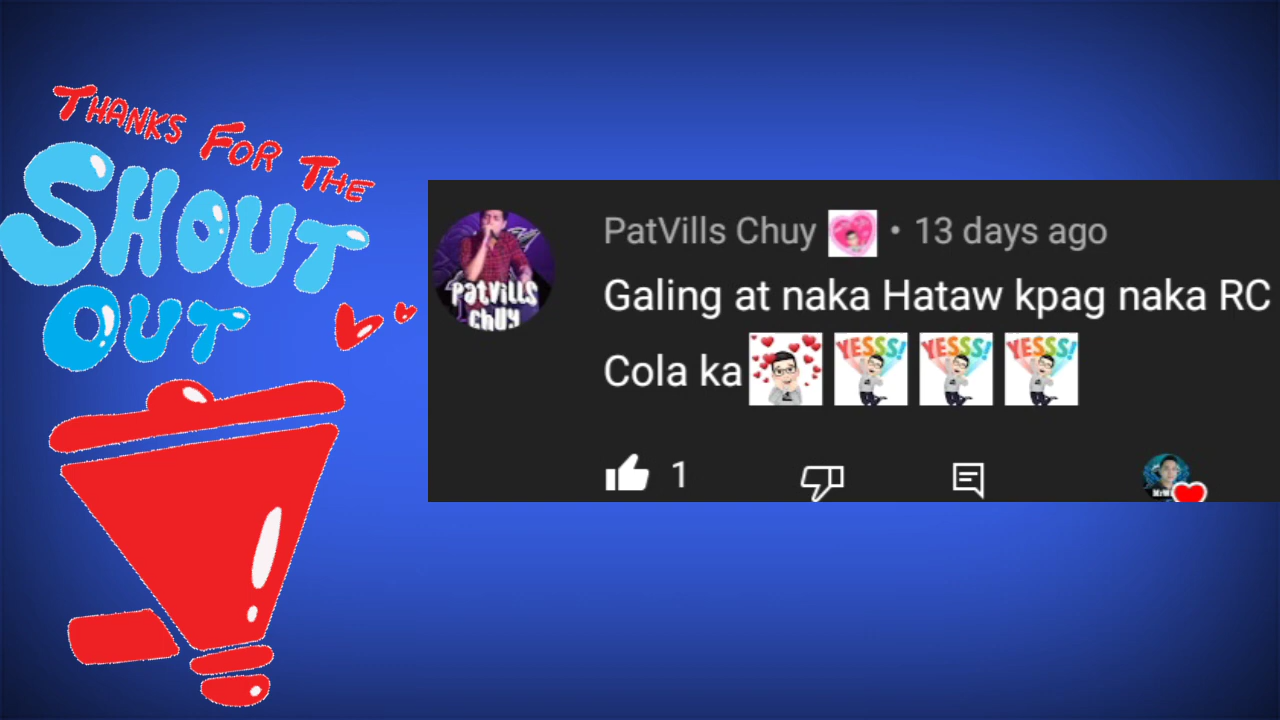 THANKS FOR THE
SHOUT
OUT
PatVills Chuy • 13 days ago
Galing at naka Hataw kpag naka RC
Cola ka
YESSS! YESSS! YESSS!
PatVills
Chuy
1